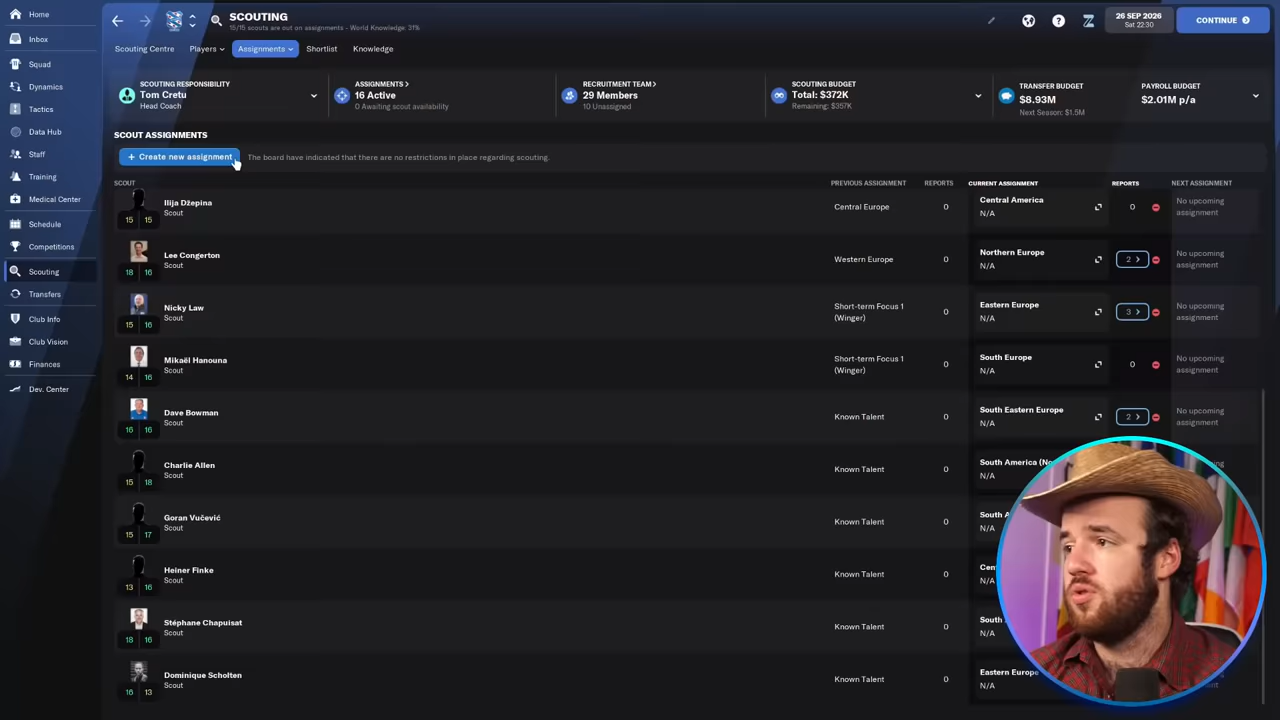 Home
Inbox
Squad
Dynamics
Tactics
Data Hub
Staff
Training
Medical Center
Schedule
Competitions
Scouting
Transfers
Club Info
Club Vision
Finances
Dev. Center
SCOUTING
15/15 scouts are out on assignments - World Knowledge: 31%
26 SEP 2026
Sat 22:30
CONTINUE
Scouting Centre
Players
Assignments
Shortlist
Knowledge
SCOUTING RESPONSIBILITY
Tom Cretu
Head Coach
ASSIGNMENTS >
16 Active
0 Awaiting scout availability
RECRUITMENT TEAM >
29 Members
10 Unassigned
SCOUTING BUDGET
Total: $372K
Remaining: $357K
TRANSFER BUDGET
$8.93M
Next Season: $1.5M
PAYROLL BUDGET
$2.01M p/a
SCOUT ASSIGNMENTS
+ Create new assignment
The board have indicated that there are no restrictions in place regarding scouting.
SCOUT PREVIOUS ASSIGNMENT REPORTS CURRENT ASSIGNMENT REPORTS NEXT ASSIGNMENT
Ilija Džepina
Scout
15 15
Central Europe
0
Central America
N/A
0
No upcoming
assignment
Lee Congerton
Scout
18 16
Western Europe
0
Northern Europe
N/A
2 >
No upcoming
assignment
Nicky Law
Scout
15 16
Short-term Focus 1
(Winger)
0
Eastern Europe
N/A
3 >
No upcoming
assignment
Mikaël Hanouna
Scout
14 16
Short-term Focus 1
(Winger)
0
South Europe
N/A
0
No upcoming
assignment
Dave Bowman
Scout
16 16
Known Talent
0
South Eastern Europe
N/A
2 >
No upcoming
assignment
Charlie Allen
Scout
15 18
Known Talent
0
South America (No
N/A
Goran Vučević
Scout
15 17
Known Talent
0
South A
N/A
Heiner Finke
Scout
13 16
Known Talent
0
Cen
N/A
Stéphane Chapuisat
Scout
18 16
Known Talent
0
South
N/A
Dominique Scholten
Scout
16 13
Known Talent
0
Eastern Europe
N/A